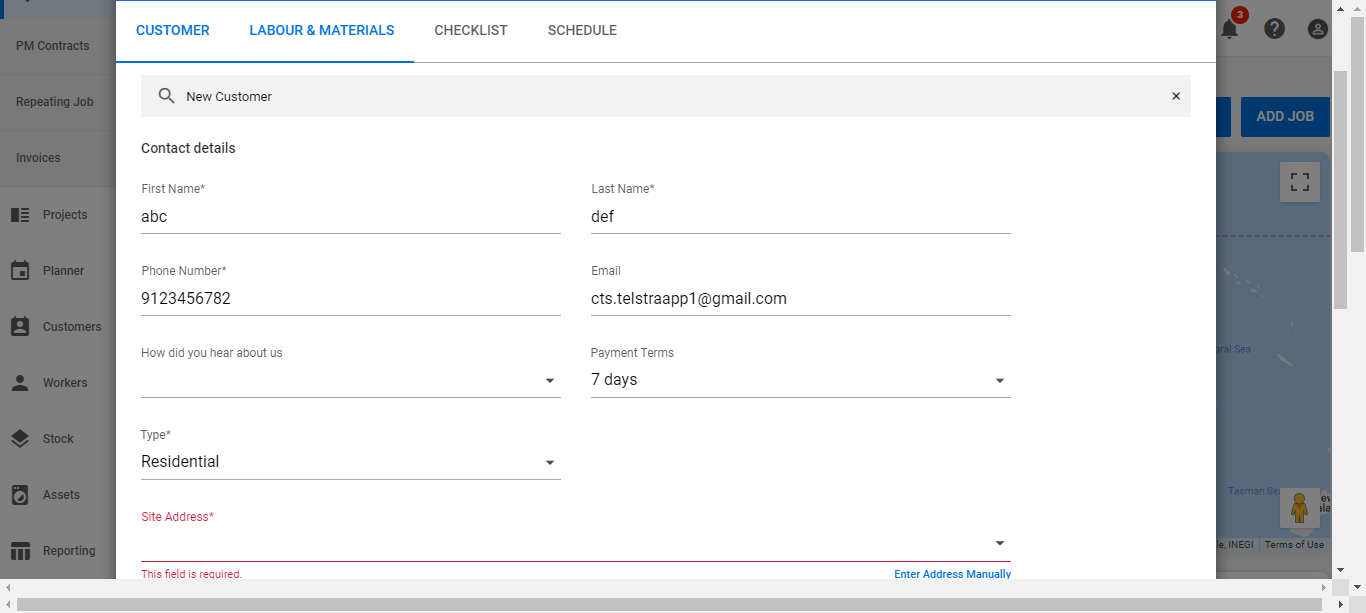 CUSTOMER LABOUR & MATERIALS CHECKLIST SCHEDULE
3
PM Contracts
Repeating Job
Invoices
Projects
Planner
Customers
Workers
Stock
Assets
Reporting
New Customer ×
ADD JOB
Contact details
First Name* Last Name*
abc def
Phone Number* Email
9123456782 cts.telstraapp1@gmail.com
How did you hear about us Payment Terms
7 days
Type*
Residential
Site Address*
This field is required. Enter Address Manually
oral Sea
Tasman Sea
INEGI Terms of Use